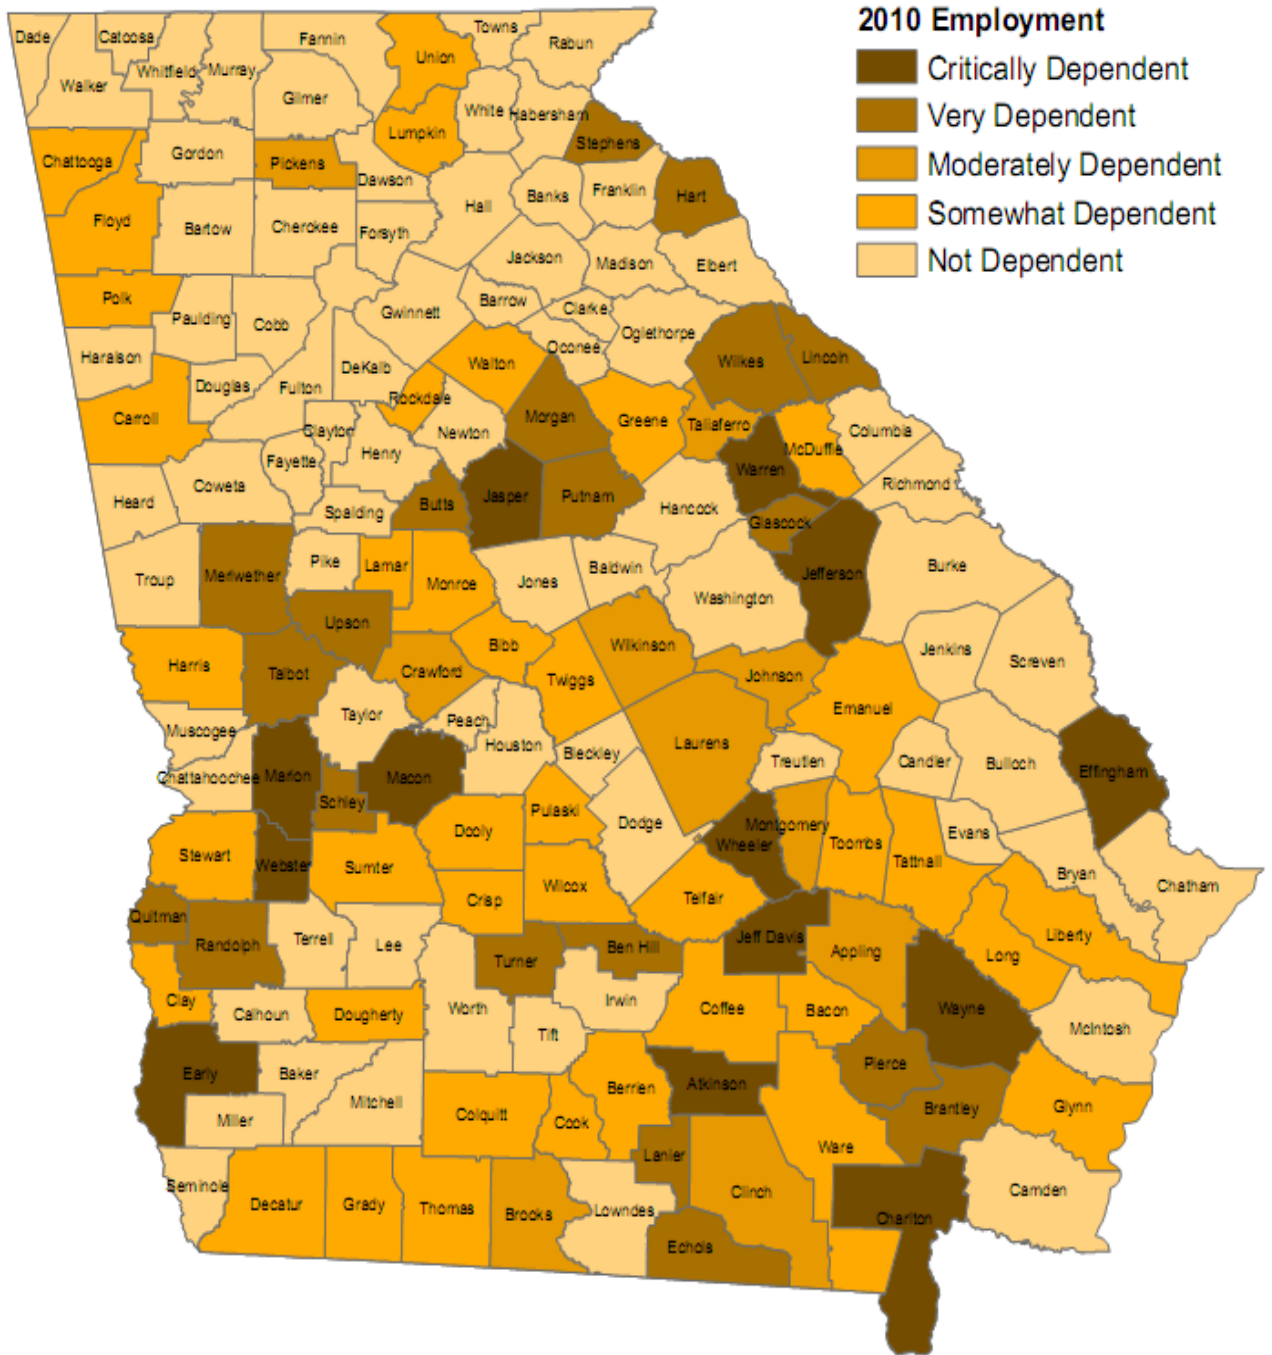 2010 Employment
Critically Dependent
Very Dependent
Moderately Dependent
Somewhat Dependent
Not Dependent
Dade
Catoosa
Fannin
Union
Towns
Rabun
Walker
Whitfield
Murray
Gilmer
White
Habersham
Lumpkin
Stephens
Chattooga
Gordon
Pickens
Dawson
Hall
Banks
Franklin
Hart
Floyd
Bartow
Cherokee
Forsyth
Jackson
Madison
Elbert
Polk
Paulding
Cobb
Gwinnett
Barrow
Clarke
Oglethorpe
Oconee
Haralson
Douglas
Fulton
DeKalb
Walton
Wilkes
Lincoln
Carroll
Rockdale
Morgan
Greene
Taliaferro
McDuffie
Columbia
Clayton
Newton
Fayette
Henry
Warren
Richmond
Heard
Coweta
Spalding
Butts
Jasper
Putnam
Hancock
Glascock
Troup
Meriwether
Pike
Lamar
Monroe
Jones
Baldwin
Washington
Jefferson
Burke
Upson
Bibb
Wilkinson
Jenkins
Screven
Harris
Talbot
Crawford
Twiggs
Johnson
Emanuel
Muscogee
Taylor
Peach
Houston
Bleckley
Laurens
Treutlen
Candler
Bulloch
Effingham
Chattahoochee
Marion
Macon
Schley
Dooly
Pulaski
Dodge
Wheeler
Montgomery
Toombs
Tattnall
Evans
Bryan
Chatham
Stewart
Webster
Sumter
Crisp
Wilcox
Telfair
Quitman
Randolph
Terrell
Lee
Turner
Ben Hill
Jeff Davis
Appling
Long
Liberty
Clay
Calhoun
Dougherty
Worth
Irwin
Tift
Coffee
Bacon
Wayne
McIntosh
Early
Baker
Miller
Mitchell
Colquitt
Cook
Berrien
Atkinson
Pierce
Brantley
Glynn
Ware
Lanier
Seminole
Decatur
Grady
Thomas
Brooks
Lowndes
Clinch
Echols
Charlton
Camden